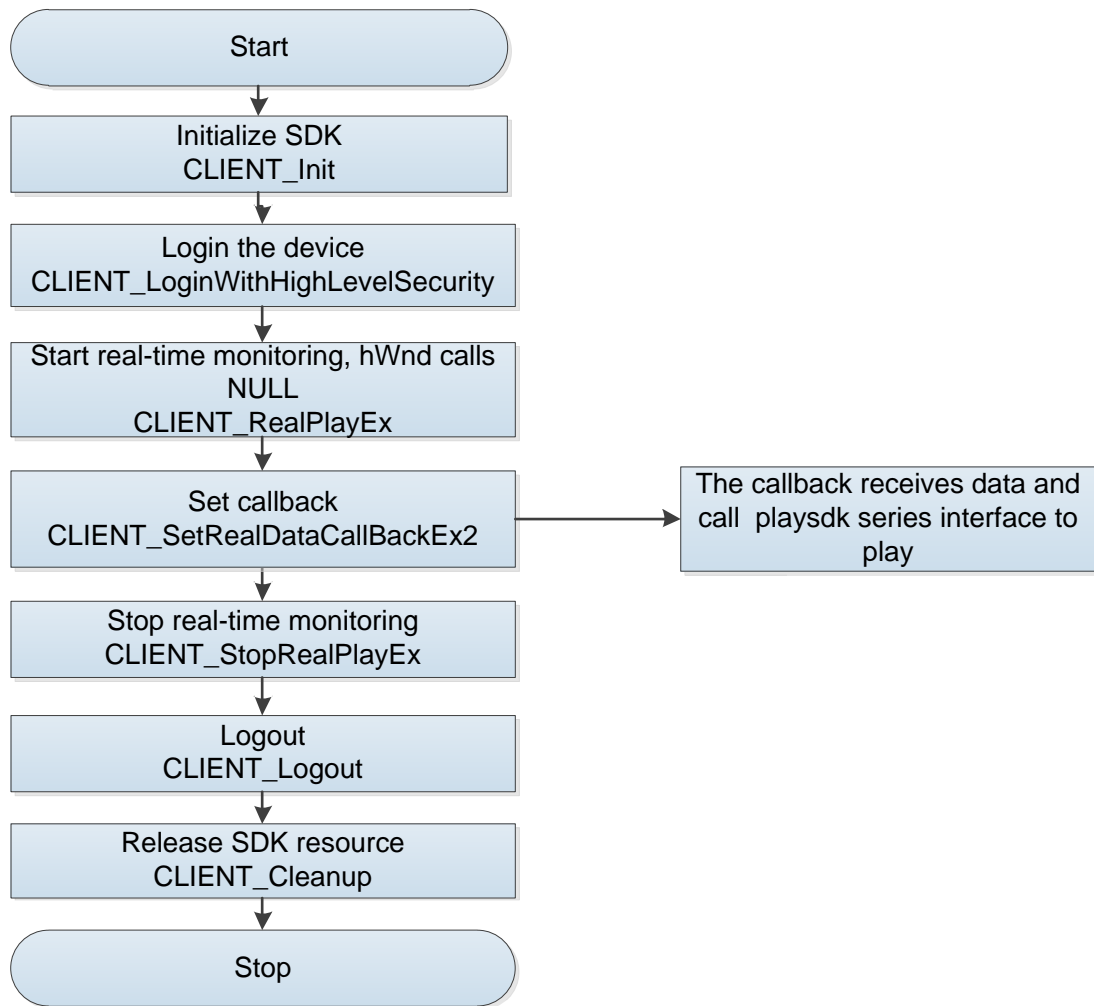 Start
Initialize SDK
CLIENT_Init
Login the device
CLIENT_LoginWithHighLevelSecurity
Start real-time monitoring, hWnd calls
NULL
CLIENT_RealPlayEx
Set callback
CLIENT_SetRealDataCallBackEx2
The callback receives data and
call  playsdk series interface to
play
Stop real-time monitoring
CLIENT_StopRealPlayEx
Logout
CLIENT_Logout
Release SDK resource
CLIENT_Cleanup
Stop